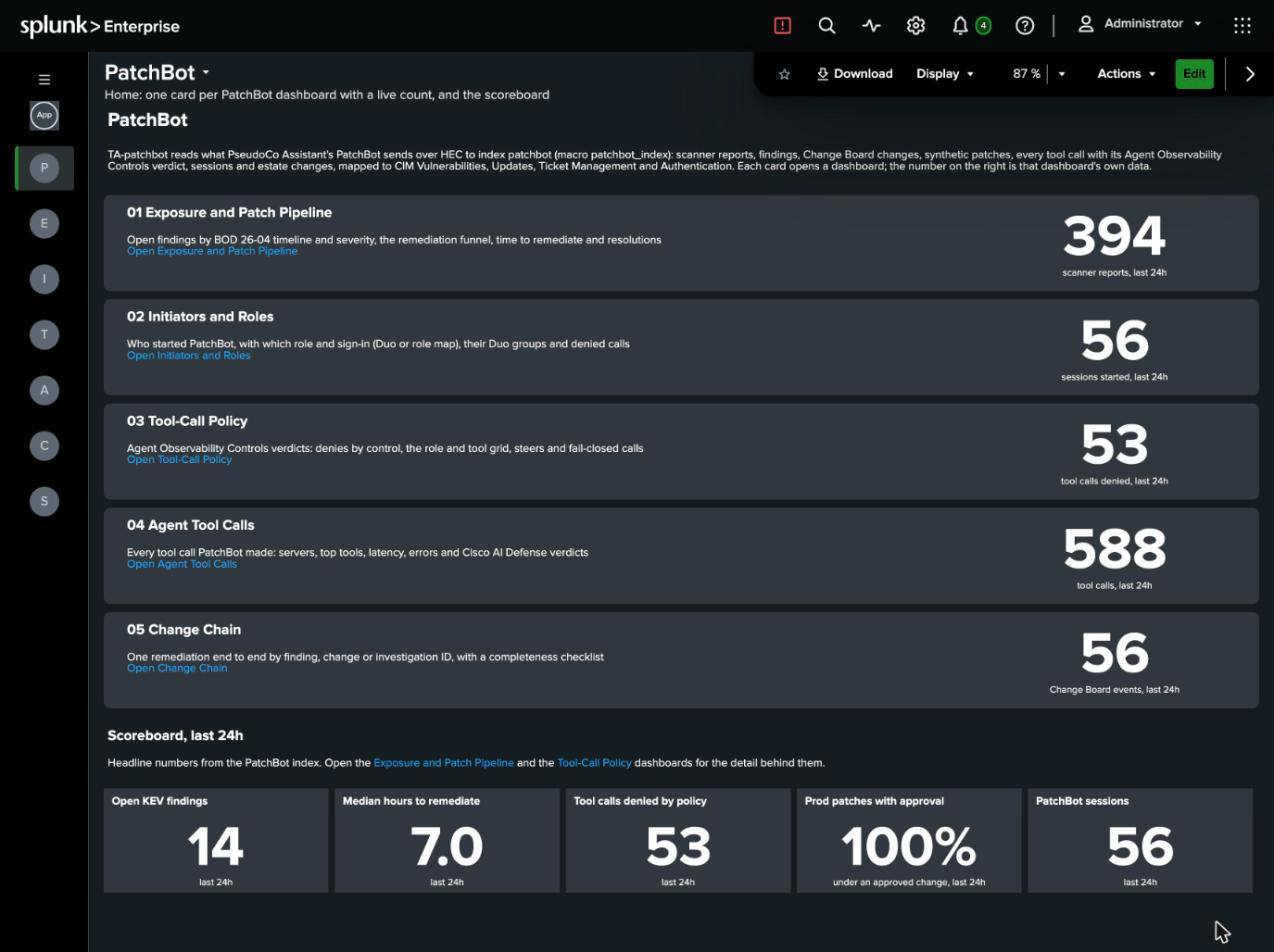 splunk> Enterprise
4
Administrator
App
P
E
I
T
A
C
S
PatchBot
Download
Display
87 %
Actions
Edit
Home: one card per PatchBot dashboard with a live count, and the scoreboard
PatchBot
TA-patchbot reads what PseudoCo Assistant's PatchBot sends over HEC to index patchbot (macro patchbot_index): scanner reports, findings, Change Board changes, synthetic patches, every tool call with its Agent Observability
Controls verdict, sessions and estate changes, mapped to CIM Vulnerabilities, Updates, Ticket Management and Authentication. Each card opens a dashboard; the number on the right is that dashboard's own data.
01 Exposure and Patch Pipeline
Open findings by BOD 26-04 timeline and severity, the remediation funnel, time to remediate and resolutions
Open Exposure and Patch Pipeline
394
scanner reports, last 24h
02 Initiators and Roles
Who started PatchBot, with which role and sign-in (Duo or role map), their Duo groups and denied calls
Open Initiators and Roles
56
sessions started, last 24h
03 Tool-Call Policy
Agent Observability Controls verdicts: denies by control, the role and tool grid, steers and fail-closed calls
Open Tool-Call Policy
53
tool calls denied, last 24h
04 Agent Tool Calls
Every tool call PatchBot made: servers, top tools, latency, errors and Cisco AI Defense verdicts
Open Agent Tool Calls
588
tool calls, last 24h
05 Change Chain
One remediation end to end by finding, change or investigation ID, with a completeness checklist
Open Change Chain
56
Change Board events, last 24h
Scoreboard, last 24h
Headline numbers from the PatchBot index. Open the Exposure and Patch Pipeline and the Tool-Call Policy dashboards for the detail behind them.
Open KEV findings
14
last 24h
Median hours to remediate
7.0
last 24h
Tool calls denied by policy
53
last 24h
Prod patches with approval
100%
under an approved change, last 24h
PatchBot sessions
56
last 24h